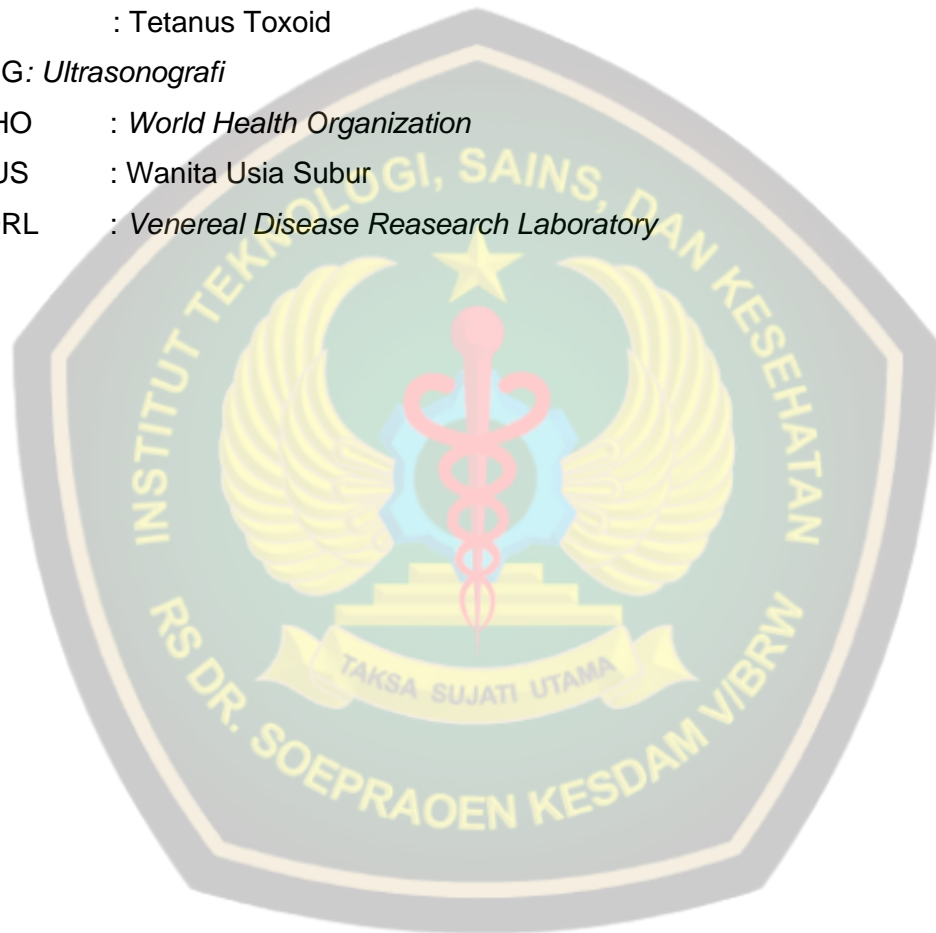 : Tetanus Toxoid
G: Ultrasonografi
HO : World Health Organization
US : Wanita Usia Subur
RL : Venereal Disease Reasearch Laboratory
INSTITUT TEKNOLOGI, SAINS, DAN KESEHATAN
TAKSA SUJATI UTAMA
RS DR. SOEPRAOEN KESDAM V/BRW